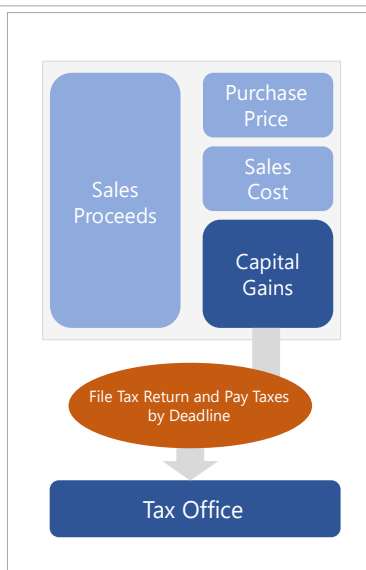 Sales
Proceeds
Purchase
Price
Sales
Cost
Capital
Gains
File Tax Return and Pay Taxes
by Deadline
Tax Office